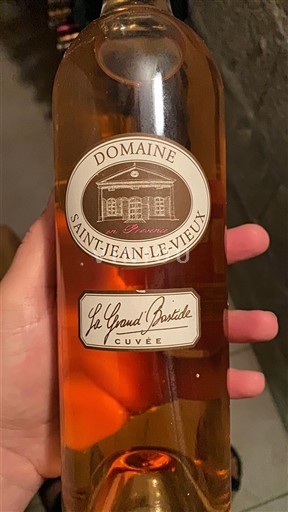 DOMAINE
en Provence
SAINT-JEAN-LE-VIEUX
La Grand Bastide
CUVÉE